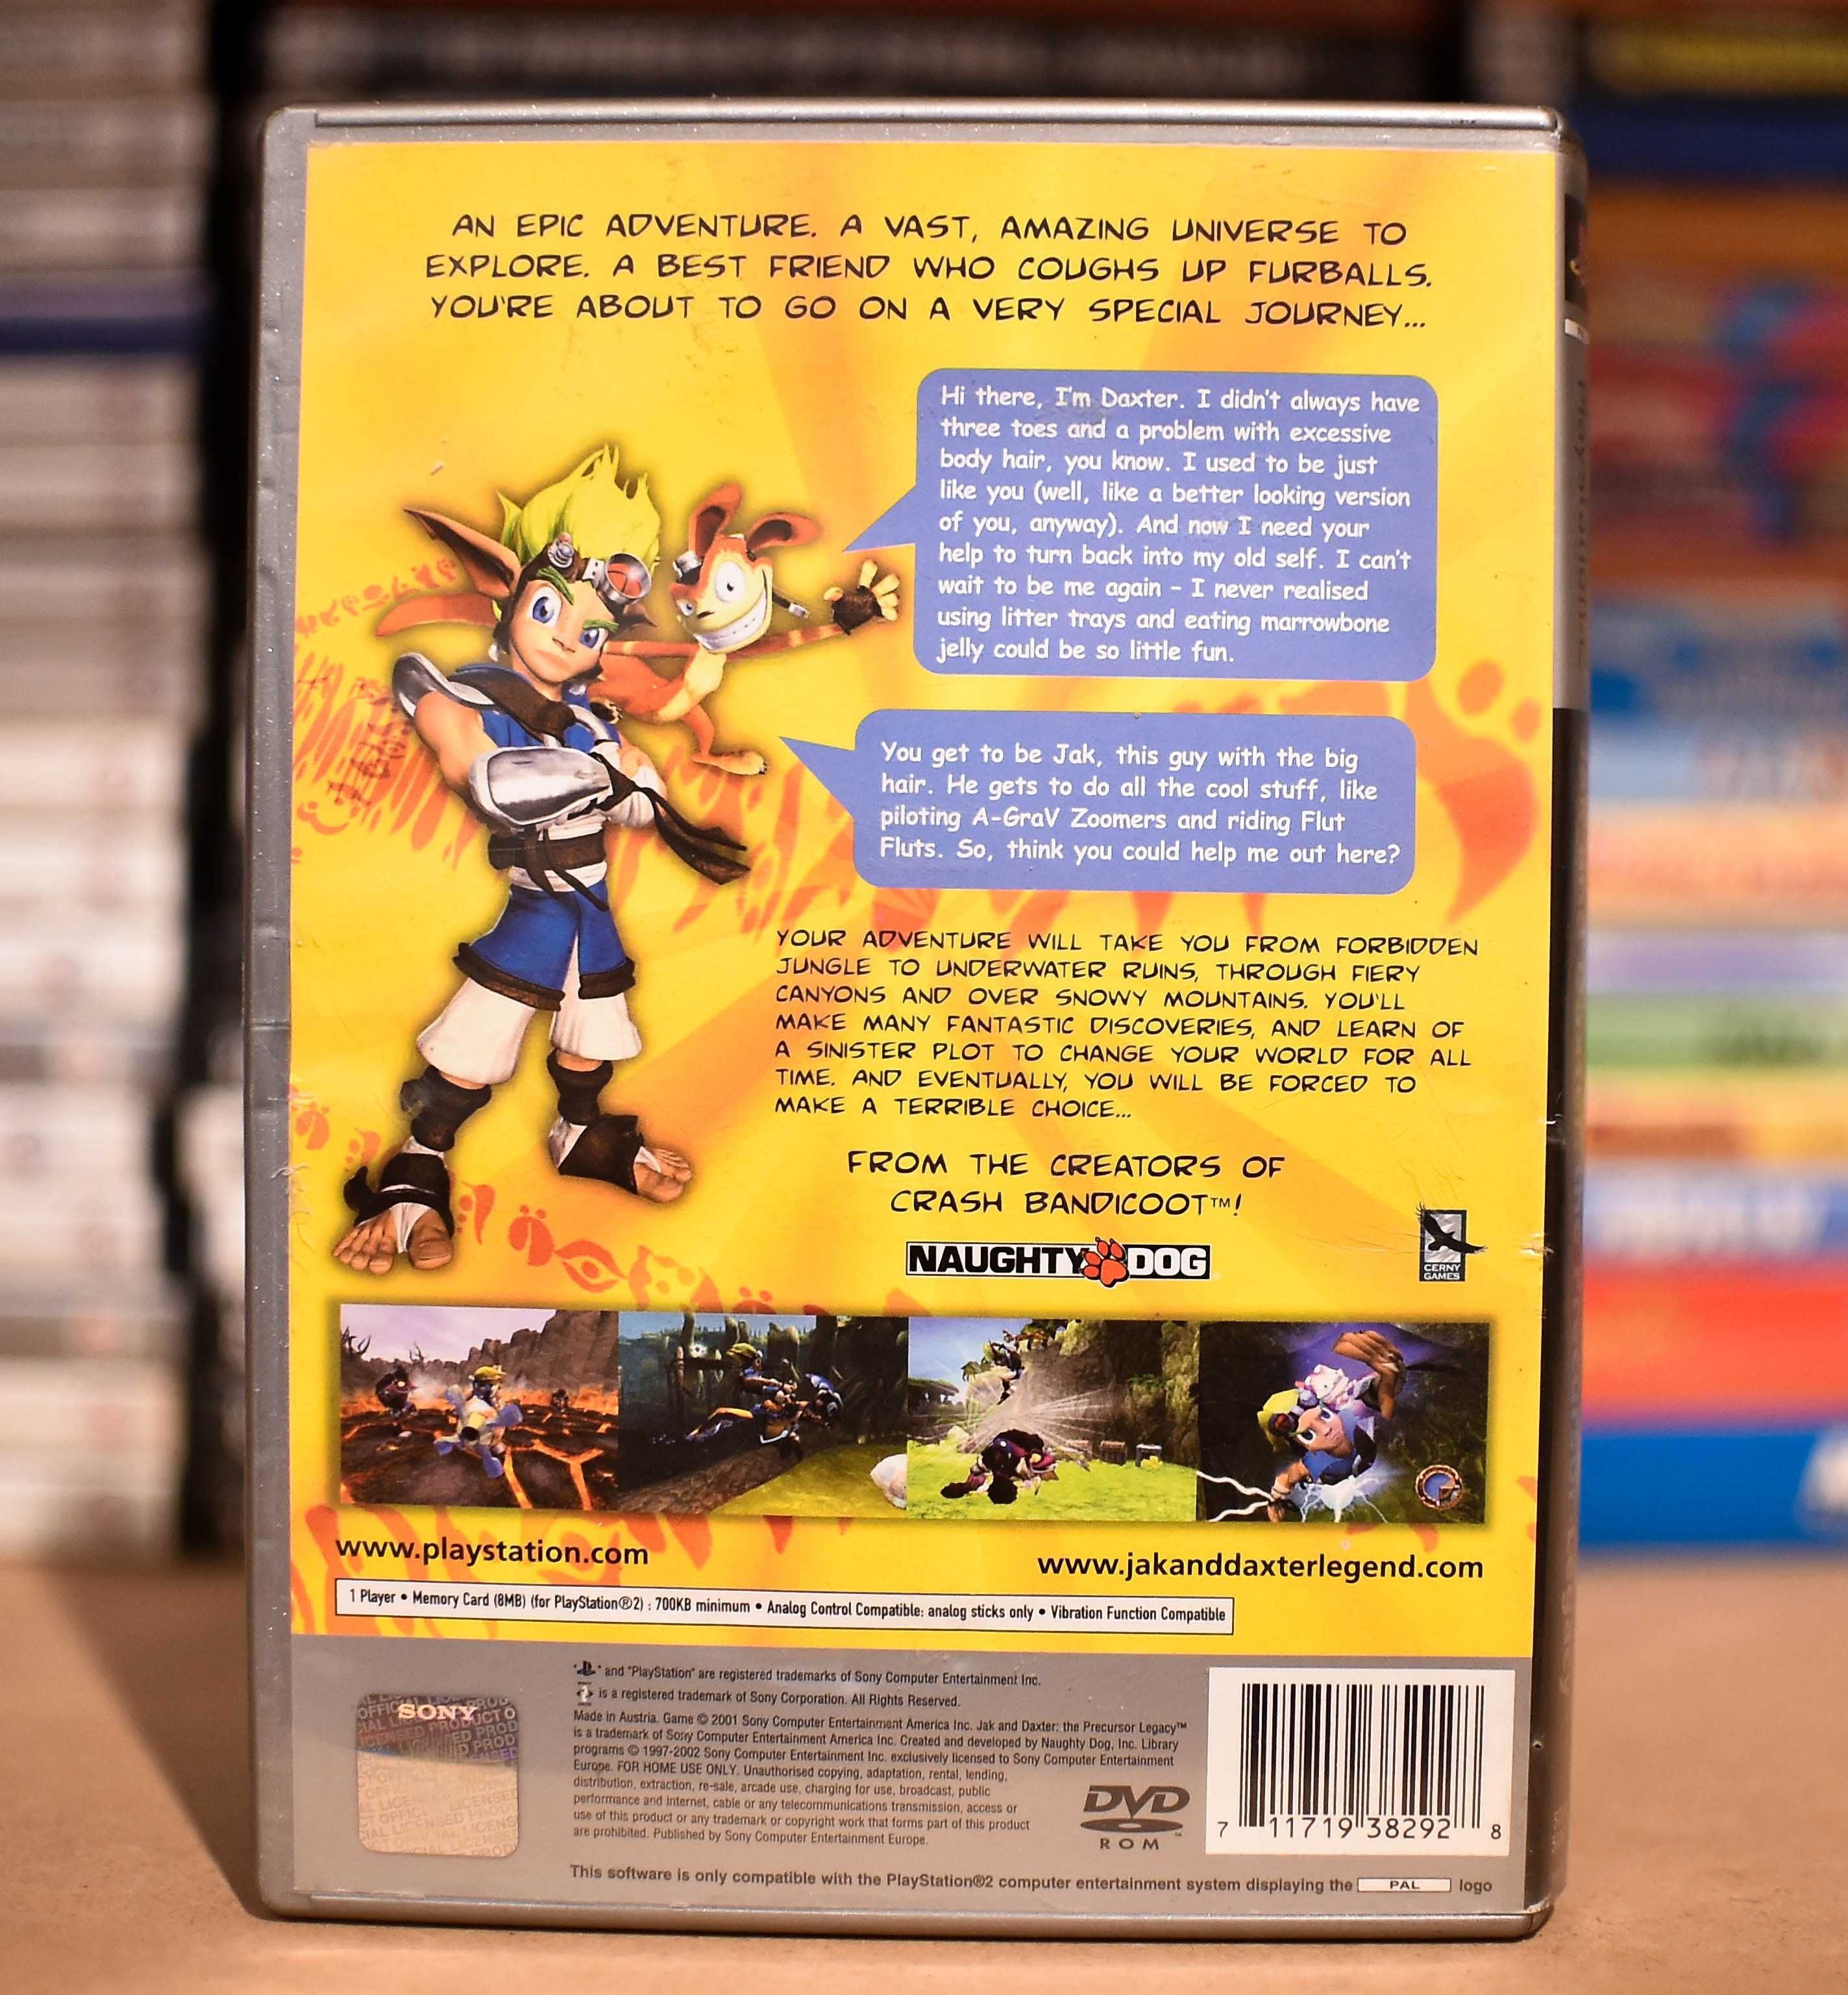 AN EPIC ADVENTURE. A VAST, AMAZING UNIVERSE TO
EXPLORE. A BEST FRIEND WHO COUGHS UP FURBALLS.
YOU'RE ABOUT TO GO ON A VERY SPECIAL JOURNEY...
Hi there, I'm Daxter. I didn't always have
three toes and a problem with excessive
body hair, you know. I used to be just
like you (well, like a better looking version
of you, anyway). And now I need your
help to turn back into my old self. I can't
wait to be me again - I never realised
using litter trays and eating marrowbone
jelly could be so little fun.
You get to be Jak, this guy with the big
hair. He gets to do all the cool stuff, like
piloting A-GraV Zoomers and riding Flut
Fluts. So, think you could help me out here?
YOUR ADVENTURE WILL TAKE YOU FROM FORBIDDEN
JUNGLE TO UNDERWATER RUINS, THROUGH FIERY
CANYONS AND OVER SNOWY MOUNTAINS. YOU'LL
MAKE MANY FANTASTIC DISCOVERIES, AND LEARN OF
A SINISTER PLOT TO CHANGE YOUR WORLD FOR ALL
TIME. AND EVENTUALLY, YOU WILL BE FORCED TO
MAKE A TERRIBLE CHOICE...
FROM THE CREATORS OF
CRASH BANDICOOT™!
NAUGHTY DOG
CERNY
GAMES
www.playstation.com
www.jakanddaxterlegend.com
1 Player • Memory Card (8MB) (for PlayStation®2) : 700KB minimum • Analog Control Compatible: analog sticks only • Vibration Function Compatible
SONY
" " and "PlayStation" are registered trademarks of Sony Computer Entertainment Inc.
is a registered trademark of Sony Corporation. All Rights Reserved.
Made in Austria. Game © 2001 Sony Computer Entertainment America Inc. Jak and Daxter: the Precursor Legacy™
is a trademark of Sony Computer Entertainment America Inc. Created and developed by Naughty Dog, Inc. Library
programs © 1997-2002 Sony Computer Entertainment Inc. exclusively licensed to Sony Computer Entertainment
Europe. FOR HOME USE ONLY. Unauthorised copying, adaptation, rental, lending,
distribution, extraction, re-sale, arcade use, charging for use, broadcast, public
performance and internet, cable or any telecommunications transmission, access or
use of this product or any trademark or copyright work that forms part of this product
are prohibited. Published by Sony Computer Entertainment Europe.
DVD
ROM
7 11719 38292 8
This software is only compatible with the PlayStation®2 computer entertainment system displaying the PAL logo